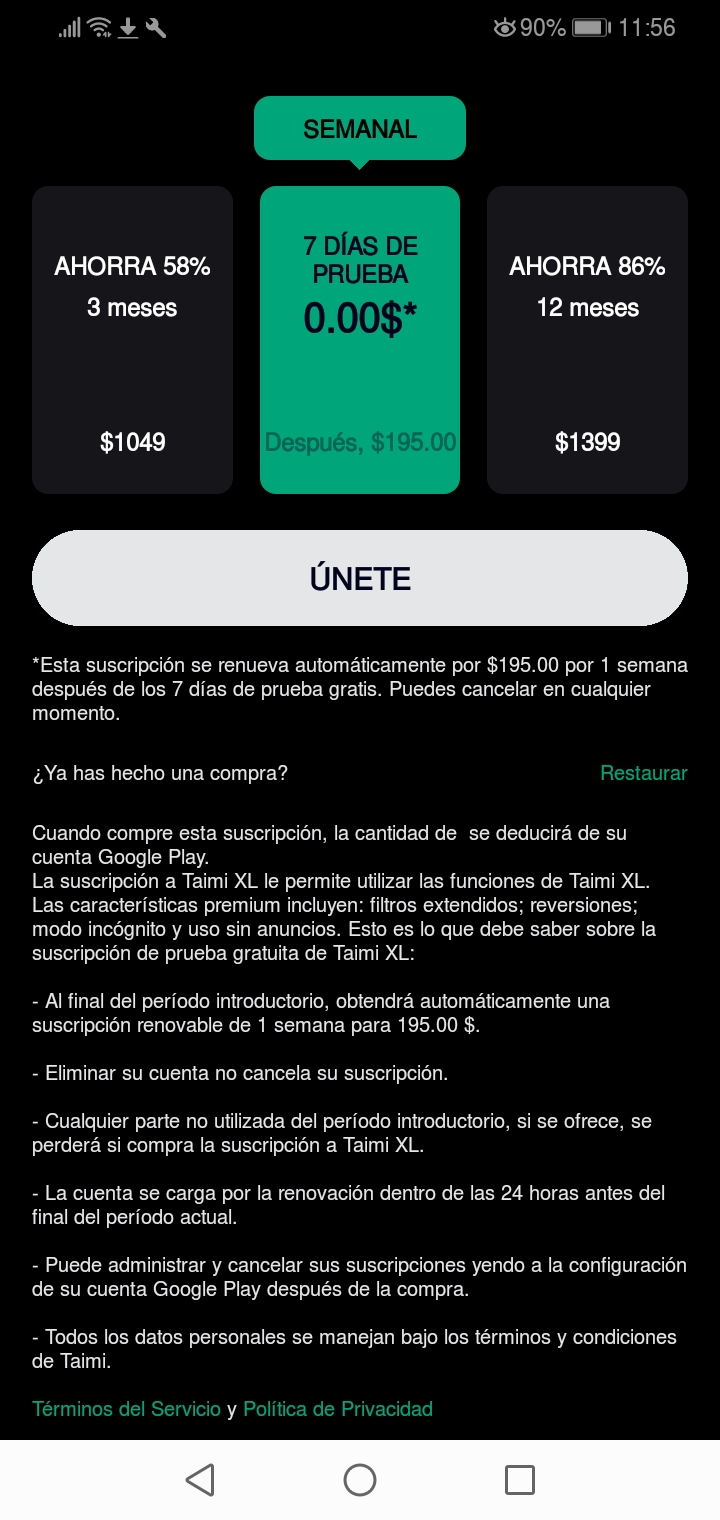 90% 11:56
SEMANAL
AHORRA 58%
3 meses
$1049
7 DÍAS DE
PRUEBA
0.00$*
Después, $195.00
AHORRA 86%
12 meses
$1399
ÚNETE
*Esta suscripción se renueva automáticamente por $195.00 por 1 semana
después de los 7 días de prueba gratis. Puedes cancelar en cualquier
momento.
¿Ya has hecho una compra? Restaurar
Cuando compre esta suscripción, la cantidad de  se deducirá de su
cuenta Google Play.
La suscripción a Taimi XL le permite utilizar las funciones de Taimi XL.
Las características premium incluyen: filtros extendidos; reversiones;
modo incógnito y uso sin anuncios. Esto es lo que debe saber sobre la
suscripción de prueba gratuita de Taimi XL:
- Al final del período introductorio, obtendrá automáticamente una
suscripción renovable de 1 semana para 195.00 $.
- Eliminar su cuenta no cancela su suscripción.
- Cualquier parte no utilizada del período introductorio, si se ofrece, se
perderá si compra la suscripción a Taimi XL.
- La cuenta se carga por la renovación dentro de las 24 horas antes del
final del período actual.
- Puede administrar y cancelar sus suscripciones yendo a la configuración
de su cuenta Google Play después de la compra.
- Todos los datos personales se manejan bajo los términos y condiciones
de Taimi.
Términos del Servicio y Política de Privacidad